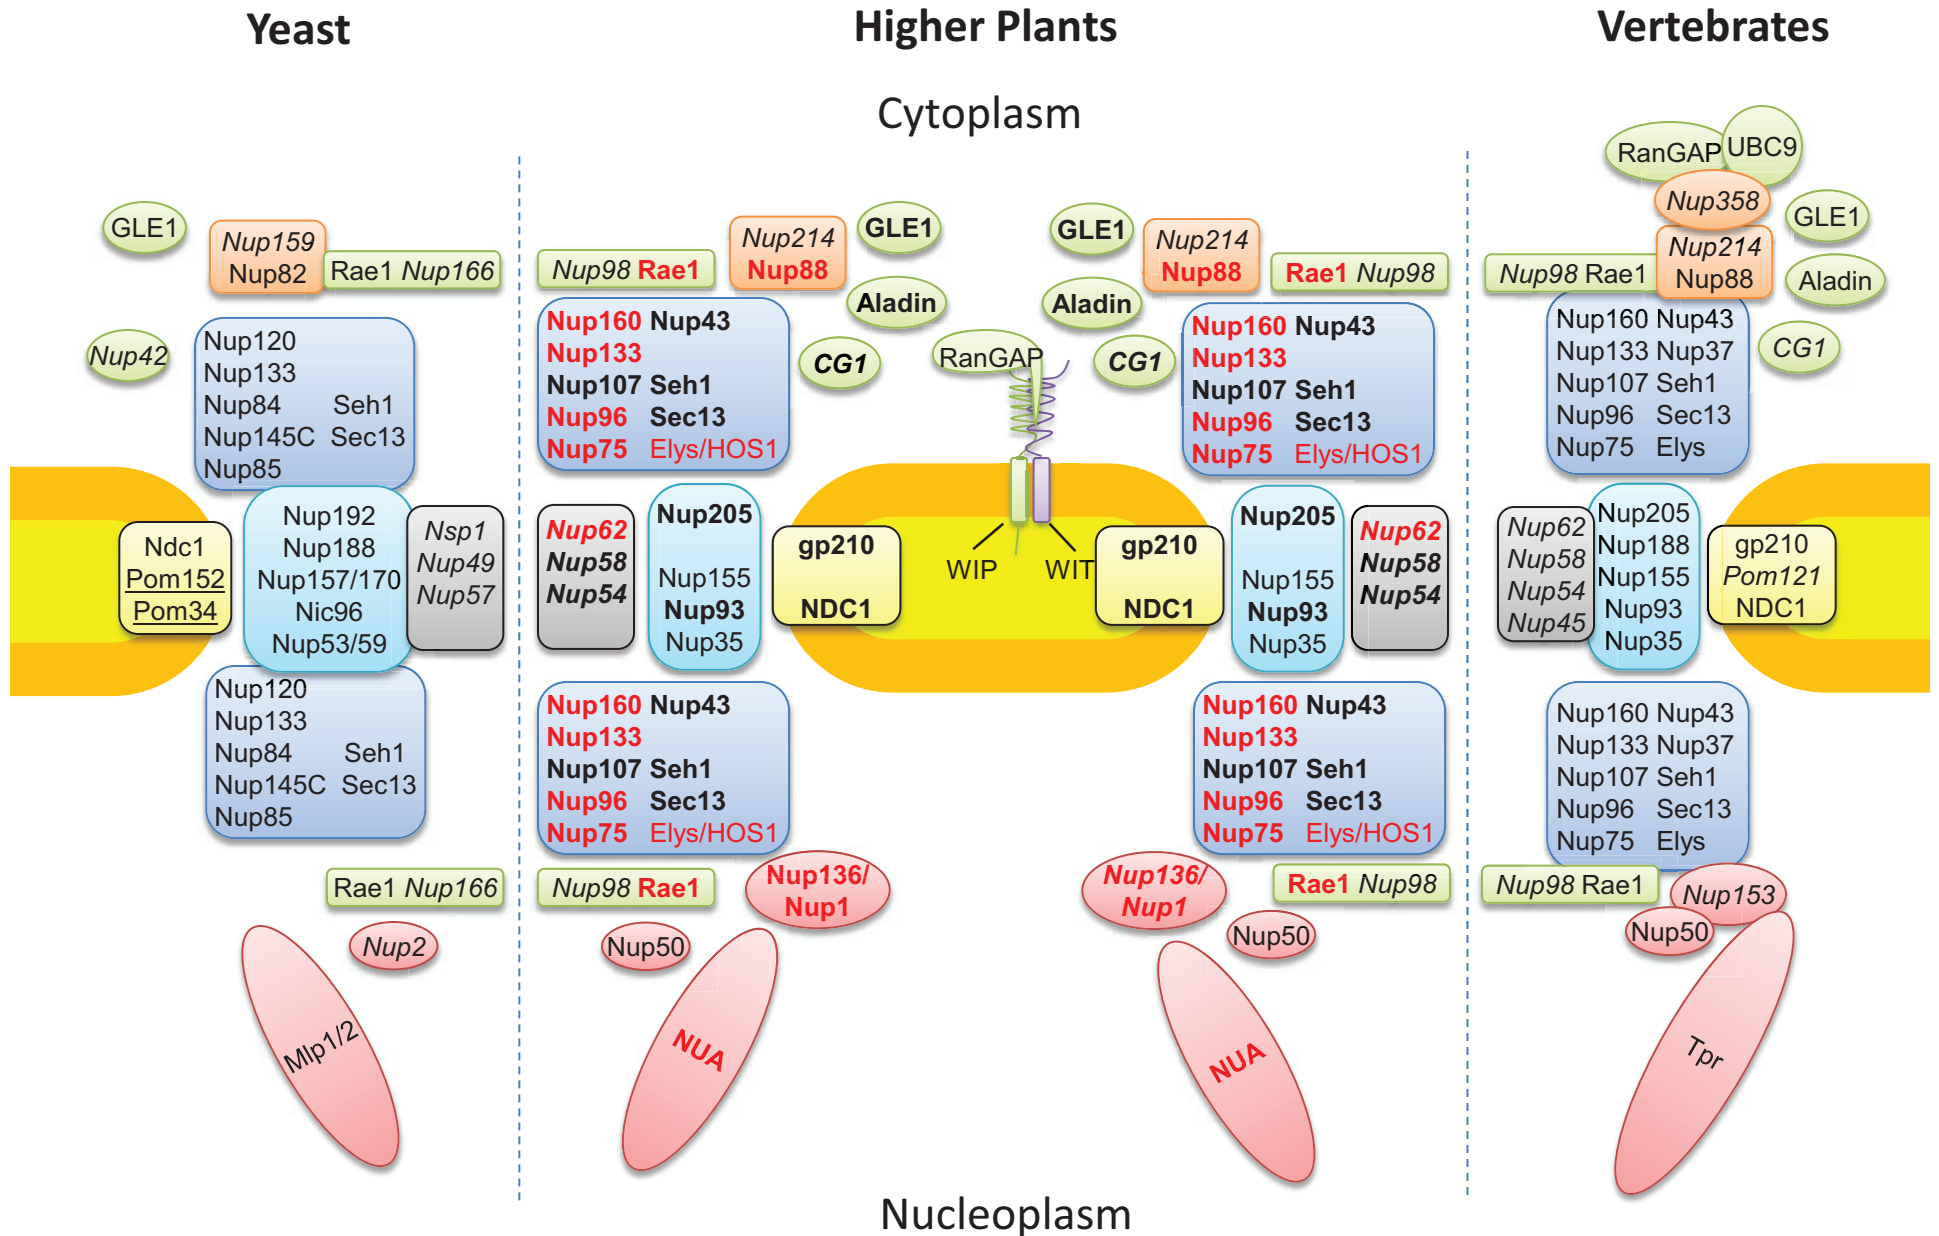 Yeast
Higher Plants
Vertebrates
Cytoplasm
GLE1
Nup159
Nup82
Rae1 Nup166
Nup42
Nup120
Nup133
Nup84 Seh1
Nup145C Sec13
Nup85
Ndc1
Pom152
Pom34
Nup192
Nup188
Nup157/170
Nic96
Nup53/59
Nsp1
Nup49
Nup57
Nup120
Nup133
Nup84 Seh1
Nup145C Sec13
Nup85
Rae1 Nup166
Nup2
Mlp1/2
Nup98 Rae1
Nup214
Nup88
GLE1
Aladin
CG1
Nup160 Nup43
Nup133
Nup107 Seh1
Nup96 Sec13
Nup75 Elys/HOS1
Nup62
Nup58
Nup54
Nup205
Nup155
Nup93
Nup35
gp210
NDC1
Nup160 Nup43
Nup133
Nup107 Seh1
Nup96 Sec13
Nup75 Elys/HOS1
Nup98 Rae1
Nup136/
Nup1
Nup50
NUA
RanGAP
WIP
WIT
GLE1
Nup214
Nup88
Rae1 Nup98
Aladin
CG1
Nup160 Nup43
Nup133
Nup107 Seh1
Nup96 Sec13
Nup75 Elys/HOS1
gp210
NDC1
Nup205
Nup155
Nup93
Nup35
Nup62
Nup58
Nup54
Nup160 Nup43
Nup133
Nup107 Seh1
Nup96 Sec13
Nup75 Elys/HOS1
Nup136/
Nup1
Rae1 Nup98
Nup50
NUA
RanGAP
UBC9
Nup358
GLE1
Nup214
Nup88
Nup98 Rae1
Aladin
CG1
Nup160 Nup43
Nup133 Nup37
Nup107 Seh1
Nup96 Sec13
Nup75 Elys
Nup62
Nup58
Nup54
Nup45
Nup205
Nup188
Nup155
Nup93
Nup35
gp210
Pom121
NDC1
Nup160 Nup43
Nup133 Nup37
Nup107 Seh1
Nup96 Sec13
Nup75 Elys
Nup98 Rae1
Nup153
Nup50
Tpr
Nucleoplasm